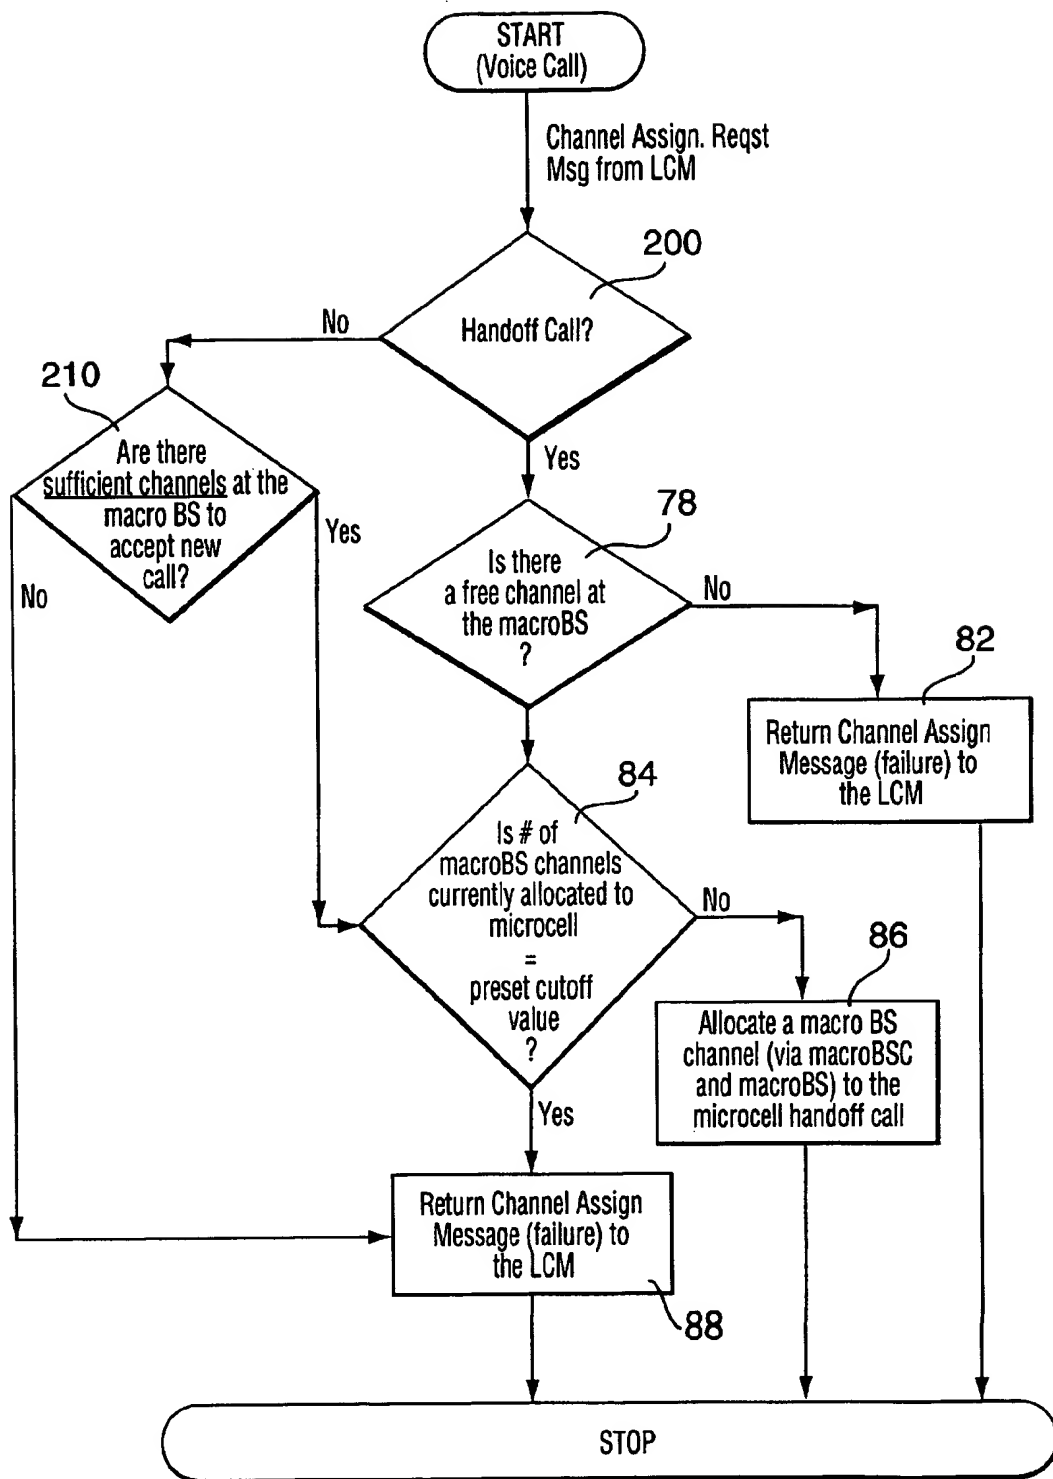 START
(Voice Call)
Channel Assign. Reqst
Msg from LCM
200
Handoff Call?
No
Yes
210
Are there
sufficient channels at the
macro BS to
accept new
call?
No
Yes
78
Is there
a free channel at
the macroBS
?
No
82
Return Channel Assign
Message (failure) to
the LCM
84
Is # of
macroBS channels
currently allocated to
microcell
=
preset cutoff
value
?
No
Yes
86
Allocate a macro BS
channel (via macroBSC
and macroBS) to the
microcell handoff call
Return Channel Assign
Message (failure) to
the LCM
88
STOP